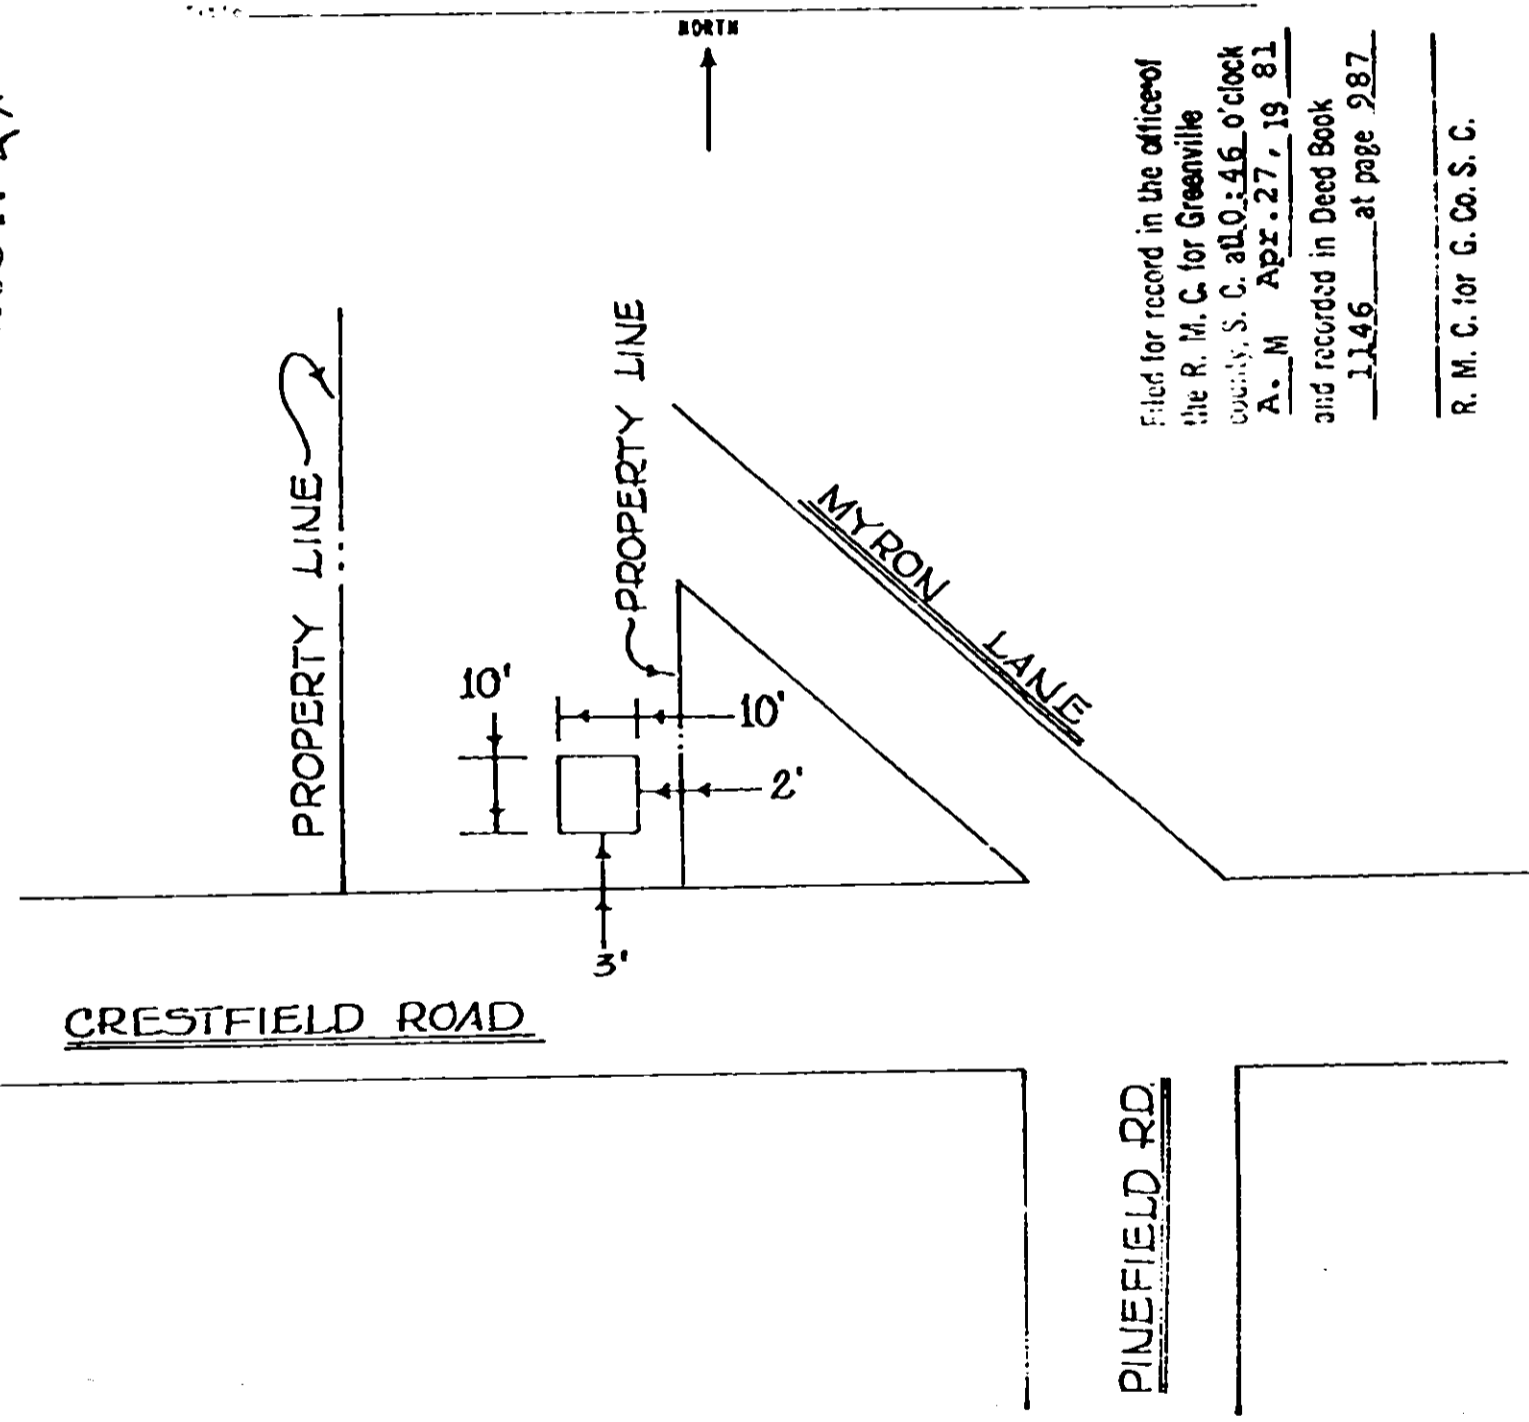 NORTH
Filed for record in the office of
the R. M. C. for Greenville
County, S. C. at 10:46 o'clock
A. M Apr. 27, 19 81
and recorded in Deed Book
1146 at page 987
R. M. C. for G. Co. S. C.
PROPERTY LINE
PROPERTY LINE
MYRON LANE
10'
10'
2'
3'
CRESTFIELD ROAD
PINEFIELD RD.